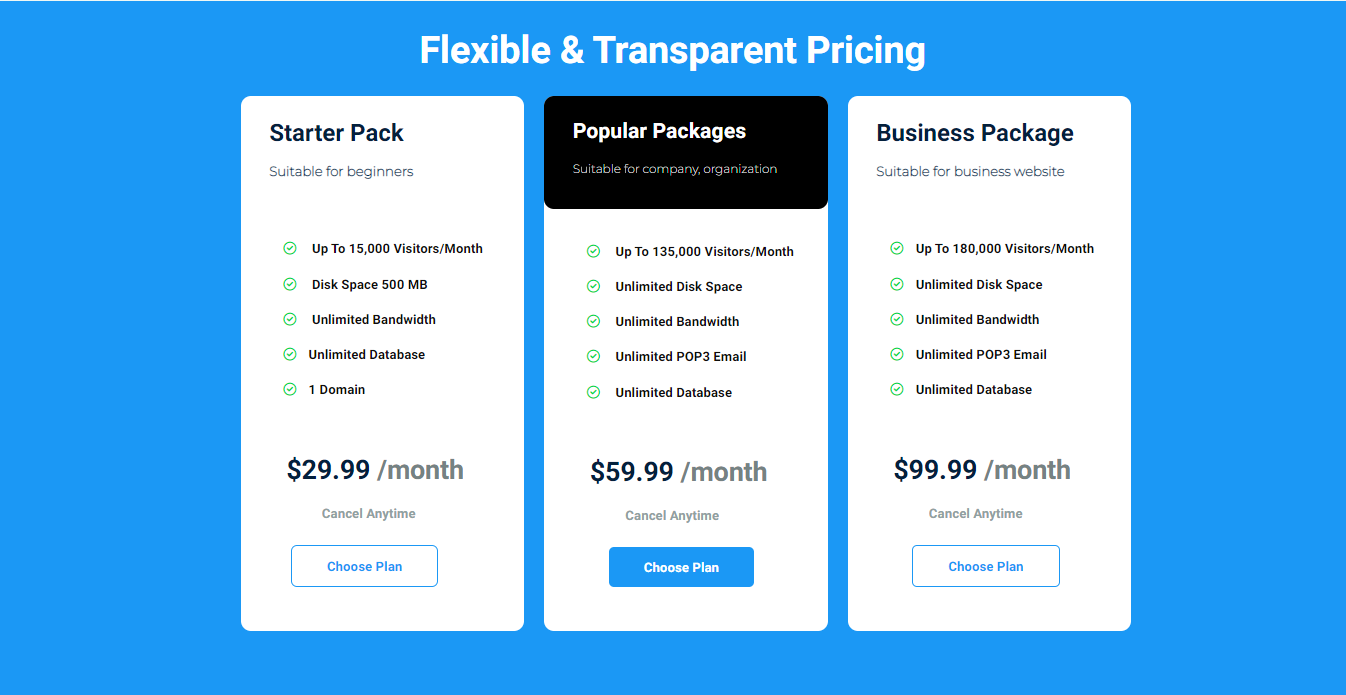 Flexible & Transparent Pricing
Starter Pack
Suitable for beginners
Up To 15,000 Visitors/Month
Disk Space 500 MB
Unlimited Bandwidth
Unlimited Database
1 Domain
$29.99 /month
Cancel Anytime
Choose Plan
Popular Packages
Suitable for company, organization
Up To 135,000 Visitors/Month
Unlimited Disk Space
Unlimited Bandwidth
Unlimited POP3 Email
Unlimited Database
$59.99 /month
Cancel Anytime
Choose Plan
Business Package
Suitable for business website
Up To 180,000 Visitors/Month
Unlimited Disk Space
Unlimited Bandwidth
Unlimited POP3 Email
Unlimited Database
$99.99 /month
Cancel Anytime
Choose Plan